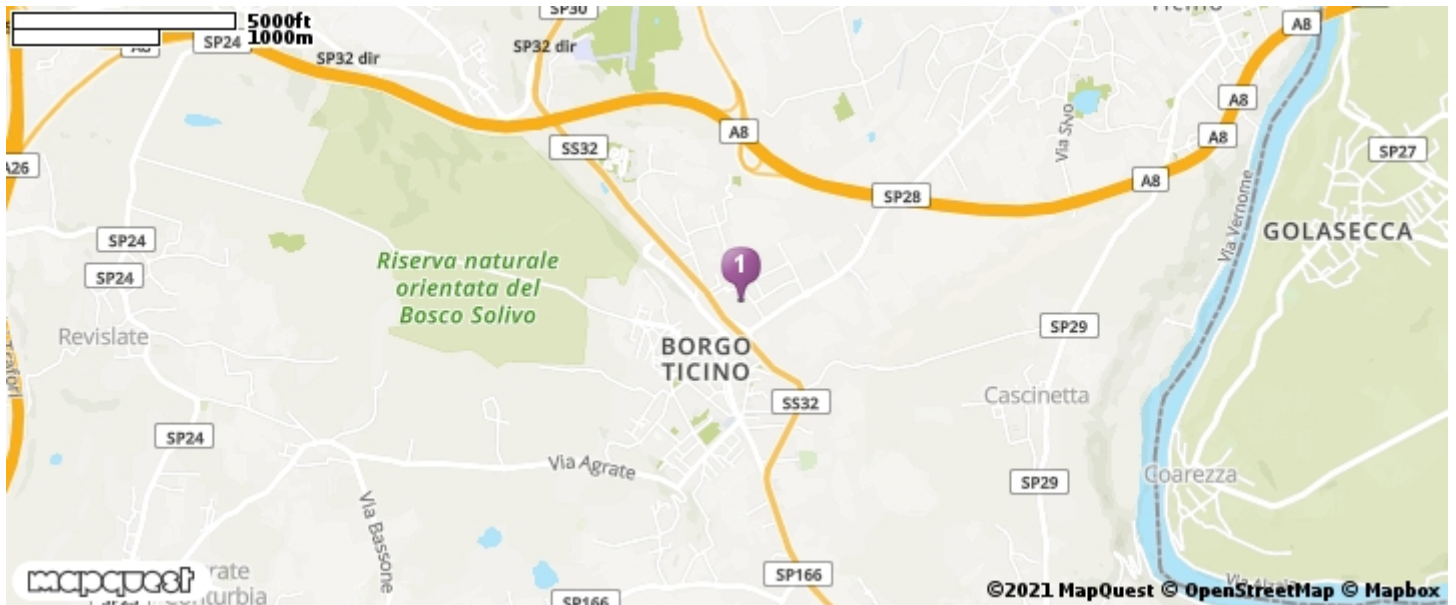 5000ft
1000m
SP30
Ticino
A8
A8
SP24
SP32 dir
SP32 dir
A8
A8
A8
SS32
Via Sivo
SP27
A26
A8
SP28
Via Vernome
GOLASECCA
SP24
SP24
Riserva naturale
orientata del
Bosco Solivo
1
Revislate
SP29
BORGO
TICINO
Trafori
Cascinetta
SS32
SP24
Via Agrate
Coarezza
SP29
Via Bassone
mapquest
SP166
SP166
©2021 MapQuest © OpenStreetMap © Mapbox